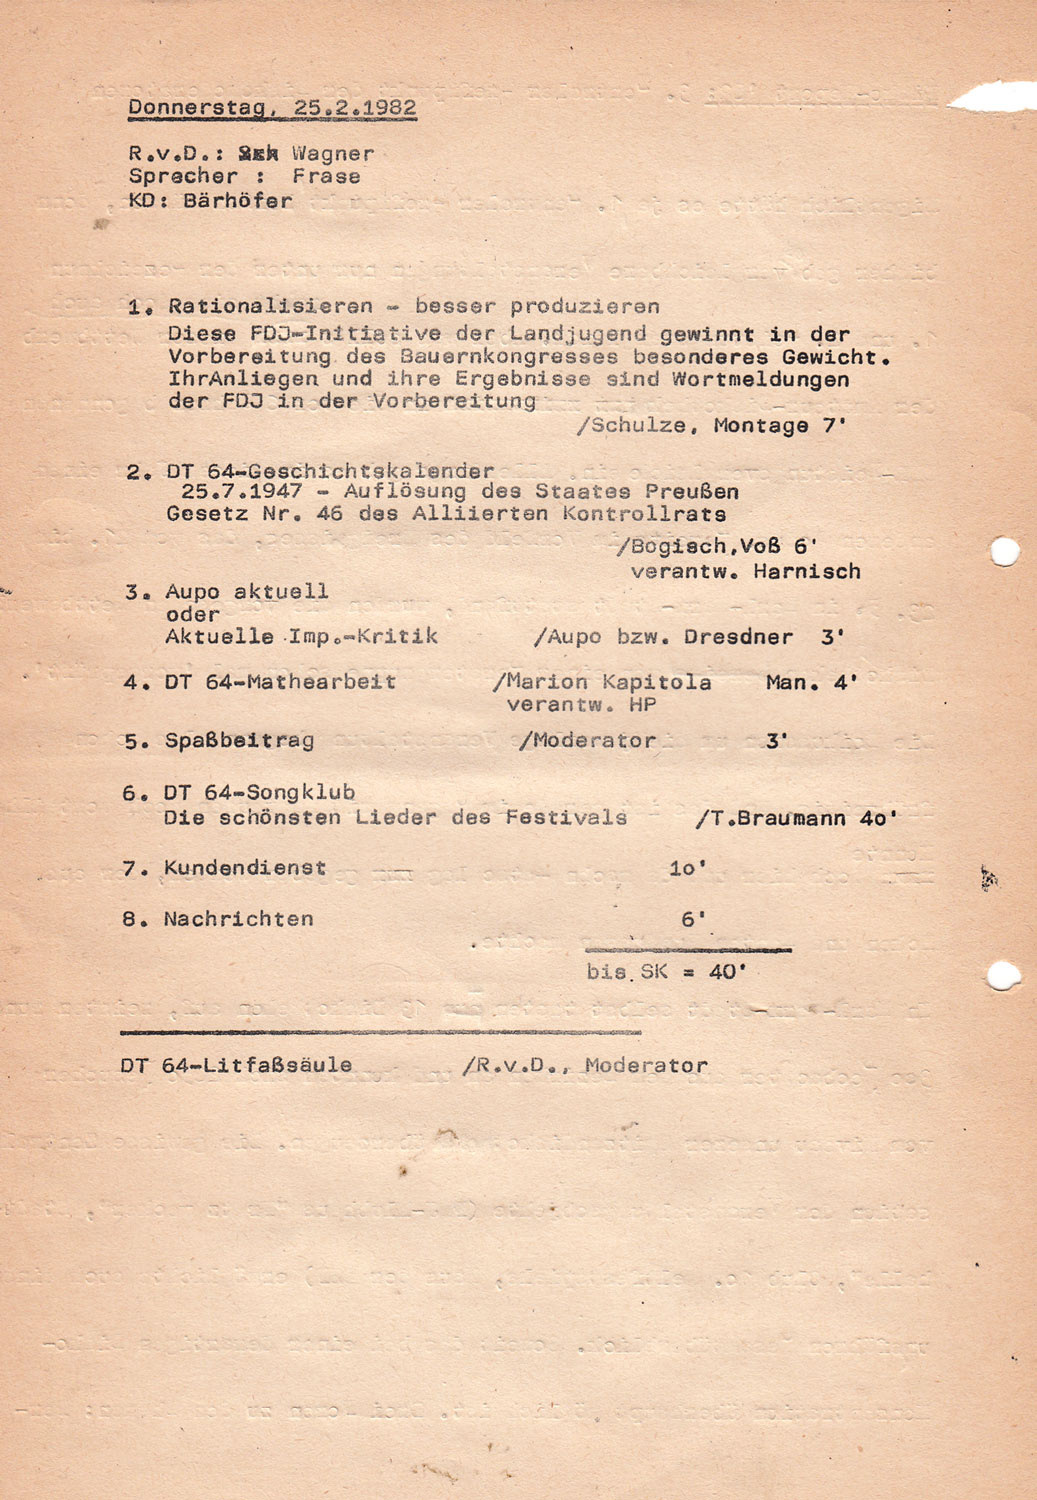 Donnerstag, 25.2.1982
R.v.D.: Wagner
Sprecher : Frase
KD: Bärhöfer
1. Rationalisieren - besser produzieren
Diese FDJ-Initiative der Landjugend gewinnt in der
Vorbereitung des Bauernkongresses besonderes Gewicht.
IhrAnliegen und ihre Ergebnisse sind Wortmeldungen
der FDJ in der Vorbereitung
/Schulze, Montage 7'
2. DT 64-Geschichtskalender
25.7.1947 - Auflösung des Staates Preußen
Gesetz Nr. 46 des Alliierten Kontrollrats
/Bogisch,Voß 6'
verantw. Harnisch
3. Aupo aktuell
oder
Aktuelle Imp.-Kritik /Aupo bzw. Dresdner 3'
4. DT 64-Mathearbeit /Marion Kapitola Man. 4'
verantw. HP
5. Spaßbeitrag /Moderator 3'
6. DT 64-Songklub
Die schönsten Lieder des Festivals /T.Braumann 4o'
7. Kundendienst 1o'
8. Nachrichten 6'
bis SK = 40'
DT 64-Litfaßsäule /R.v.D., Moderator